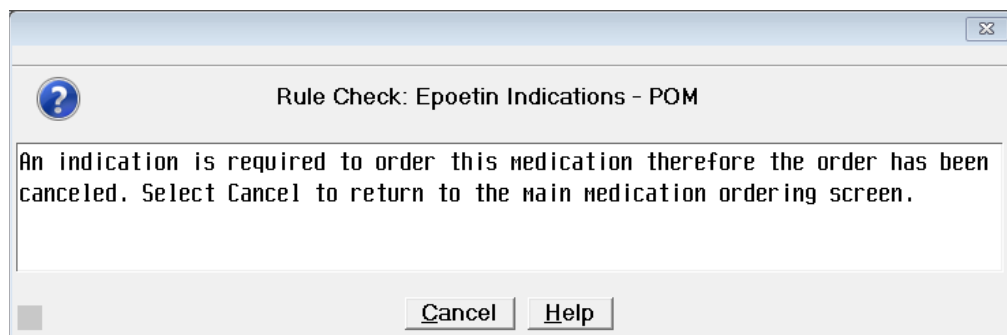 Rule Check: Epoetin Indications - POM
An indication is required to order this medication therefore the order has been
canceled. Select Cancel to return to the main medication ordering screen.
Cancel Help